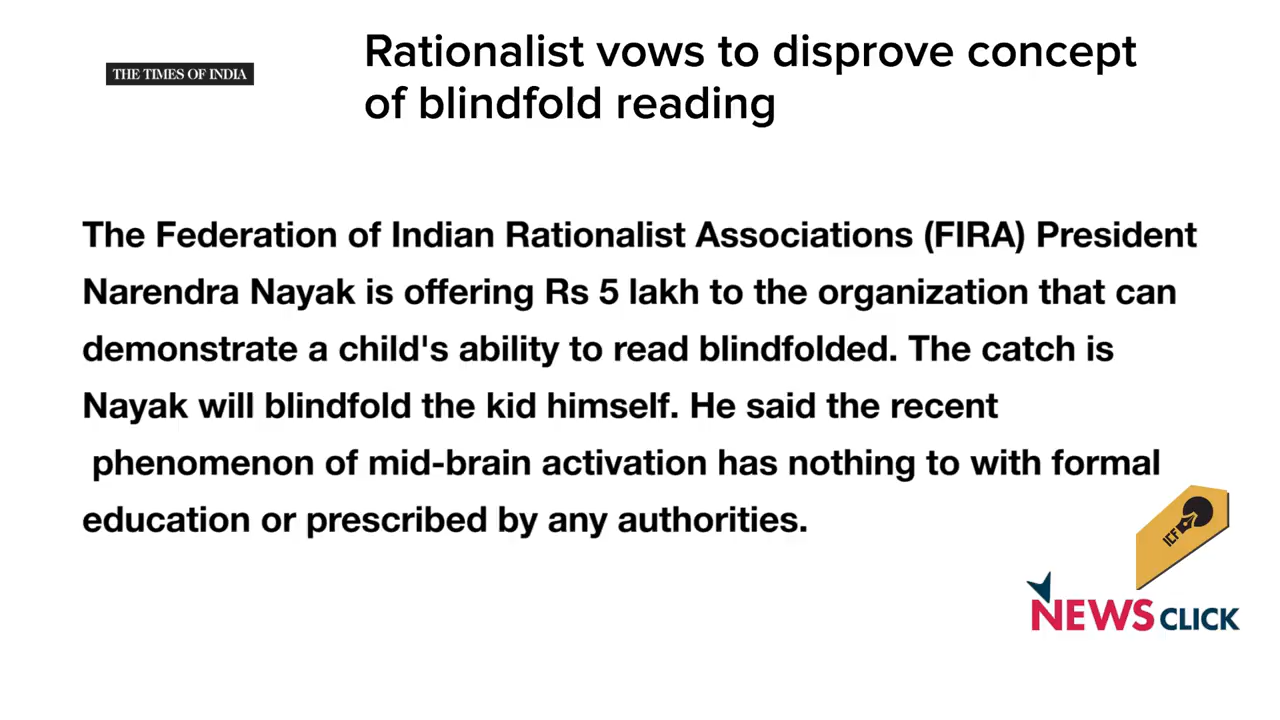 THE TIMES OF INDIA
Rationalist vows to disprove concept
of blindfold reading
The Federation of Indian Rationalist Associations (FIRA) President
Narendra Nayak is offering Rs 5 lakh to the organization that can
demonstrate a child's ability to read blindfolded. The catch is
Nayak will blindfold the kid himself. He said the recent
phenomenon of mid-brain activation has nothing to with formal
education or prescribed by any authorities.
ICF
NEWSCLICK